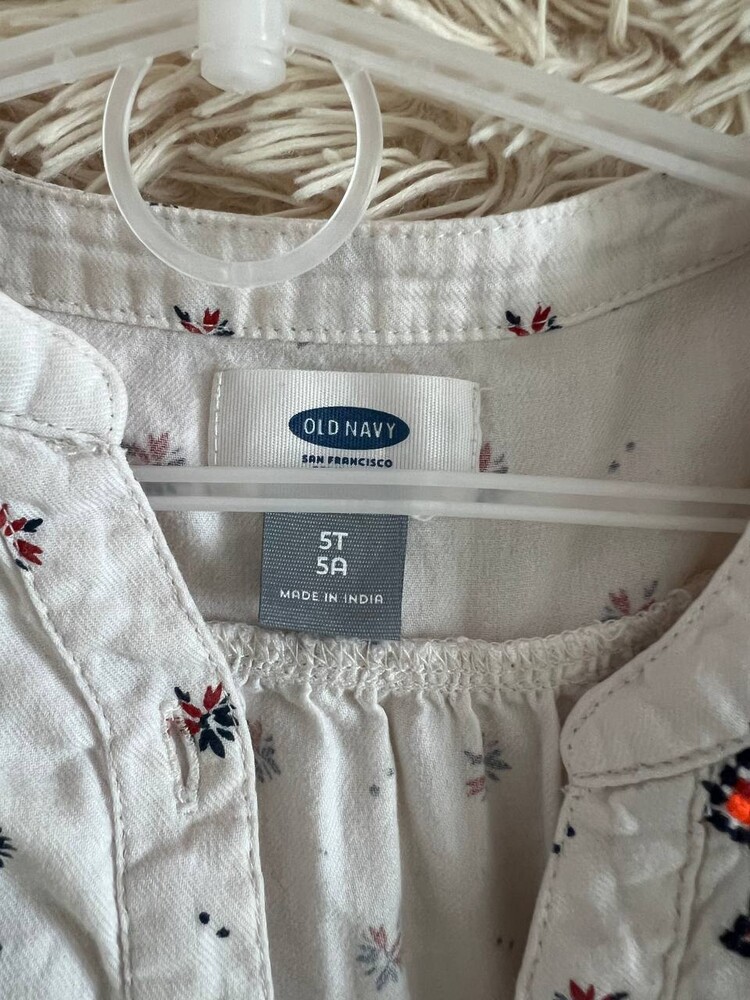 OLD NAVY
SAN FRANCISCO
5T
5A
MADE IN INDIA